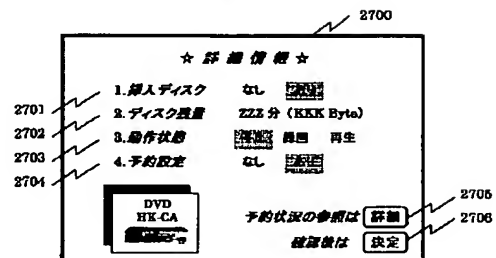 2700
☆ 詳細情報 ☆
2701 1.挿入ディスク なし
2702 2.ディスク残量 ZZZ 分 (KKK Byte)
2703 3.動作状態 録画 再生
2704 4.予約設定 なし
DVD
HK-CA
予約状況の参照は 詳細 2705
確認後は 決定 2706